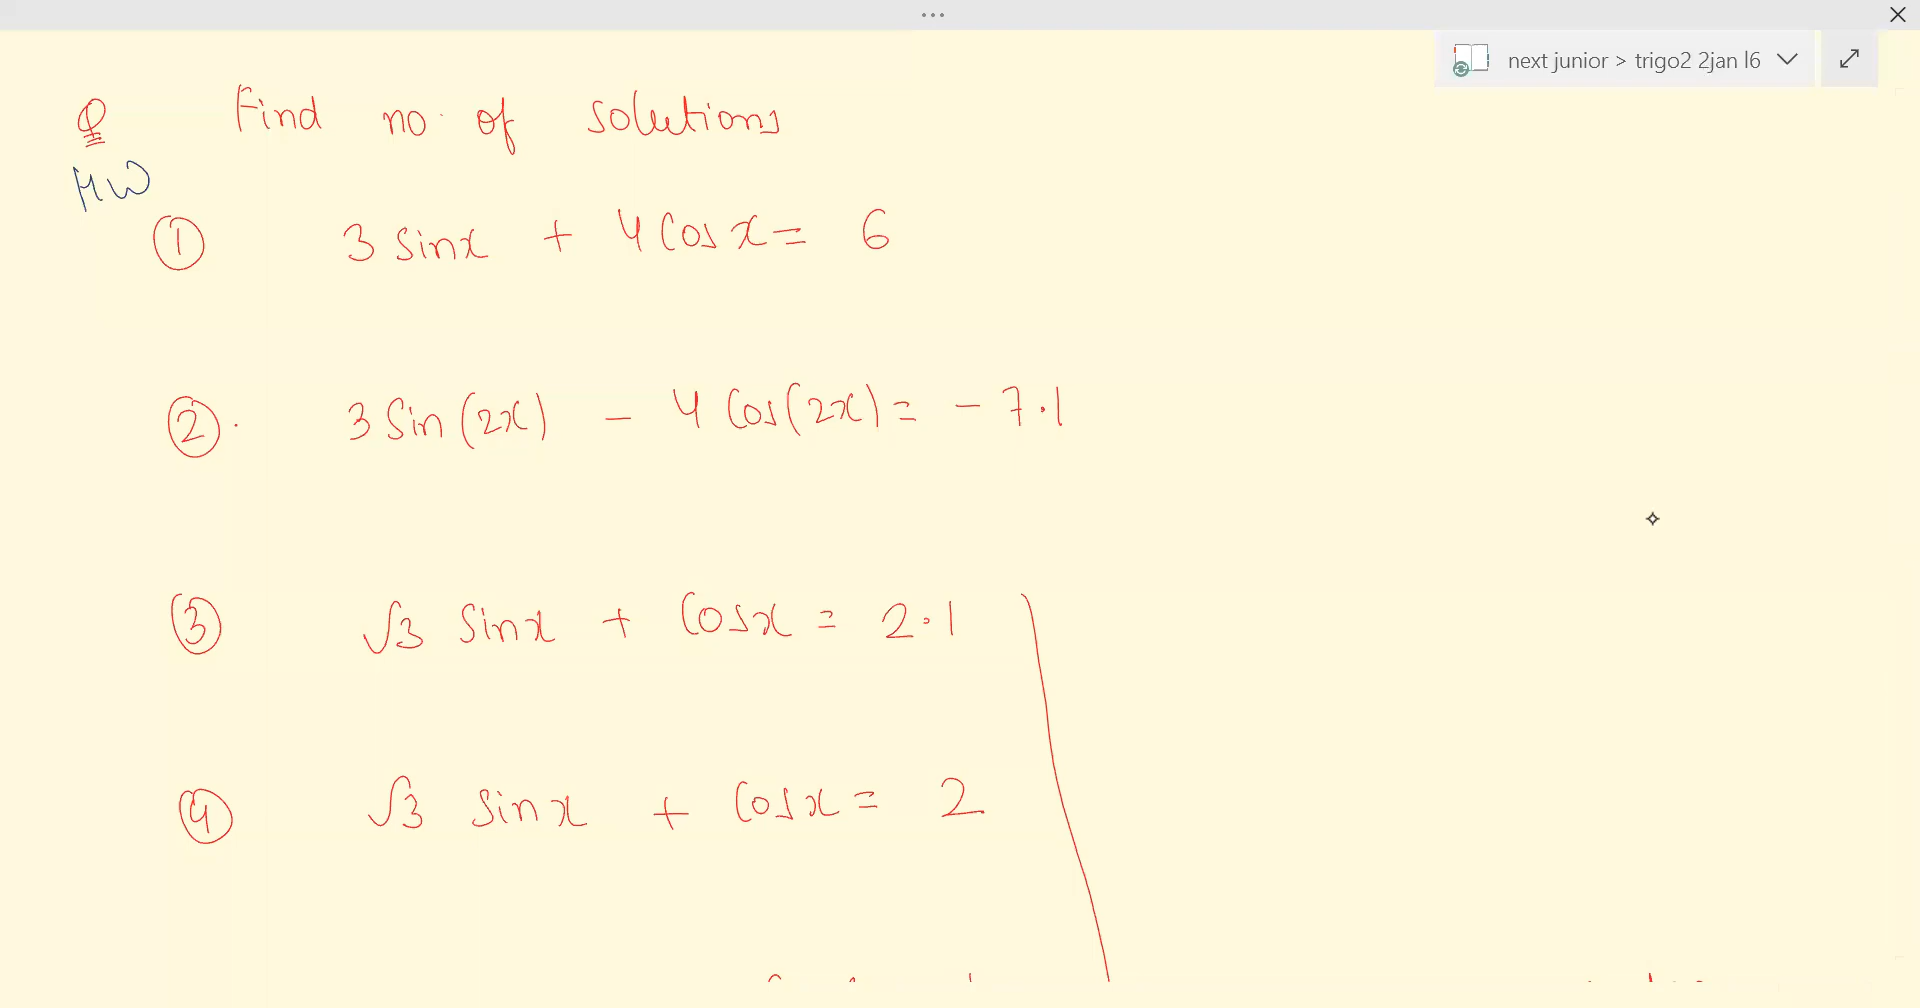 next junior > trigo2 2jan l6
Q Find no. of solutions
HW
① 3 sinx + 4 cosx = 6
②. 3 sin(2x) - 4 cos(2x) = -7.1
③ √3 sinx + cosx = 2.1
④ √3 sinx + cosx = 2